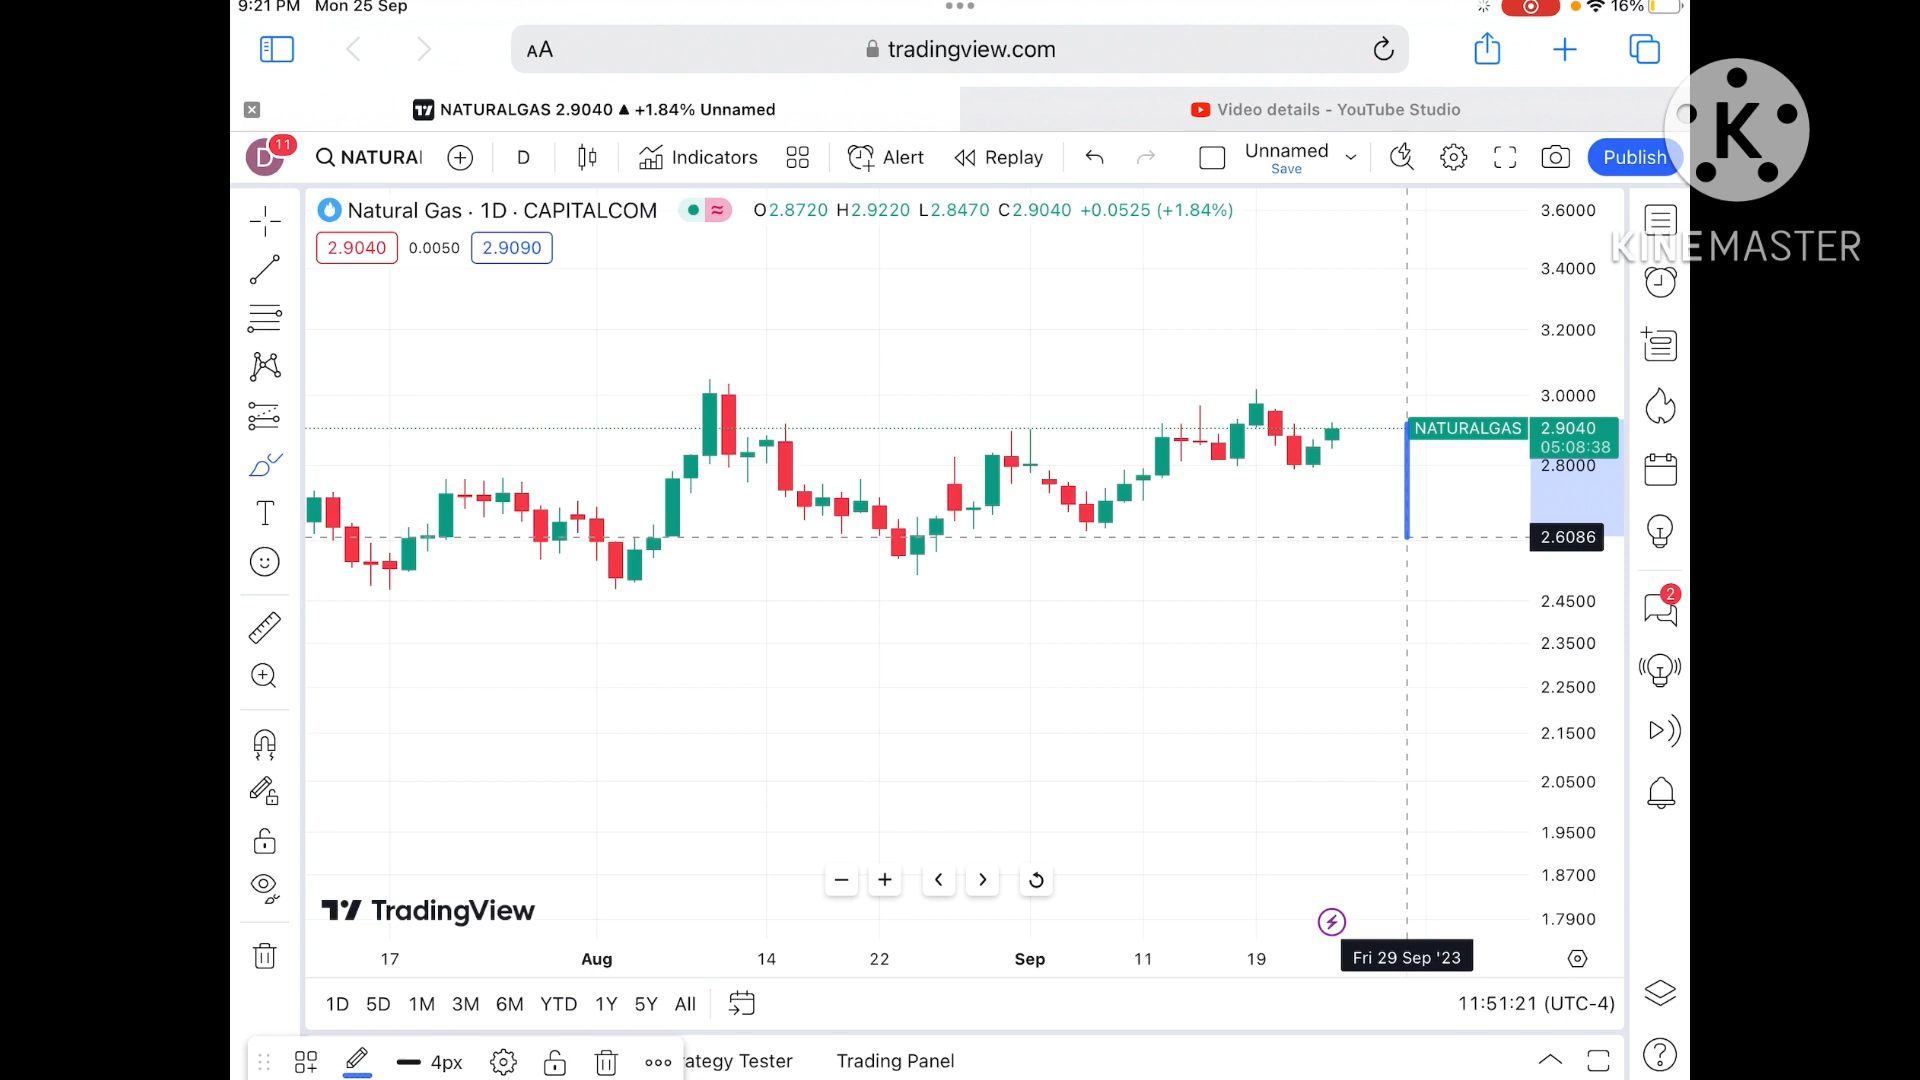 9:21 PM Mon 25 Sep
16%
AA
tradingview.com
NATURALGAS 2.9040 ▲ +1.84% Unnamed
Video details - YouTube Studio
K
KINEMASTER
D
11
NATURAL
D
Indicators
Alert
Replay
Unnamed
Save
Publish
Natural Gas · 1D · CAPITALCOM
O2.8720 H2.9220 L2.8470 C2.9040 +0.0525 (+1.84%)
2.9040
0.0050
2.9090
3.6000
3.4000
3.2000
3.0000
NATURALGAS
2.9040
05:08:38
2.8000
2.6086
2.4500
2.3500
2.2500
2.1500
2.0500
1.9500
1.8700
1.7900
2
TradingView
17
Aug
14
22
Sep
11
19
Fri 29 Sep '23
1D 5D 1M 3M 6M YTD 1Y 5Y All
11:51:21 (UTC-4)
4px
rategy Tester
Trading Panel